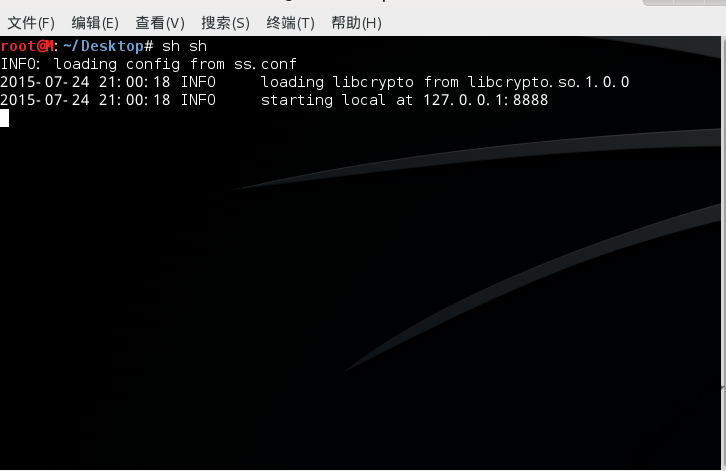 文件(F) 编辑(E) 查看(V) 搜索(S) 终端(T) 帮助(H)
root@M:~/Desktop# sh sh
INFO: loading config from ss.conf
2015-07-24 21:00:18 INFO     loading libcrypto from libcrypto.so.1.0.0
2015-07-24 21:00:18 INFO     starting local at 127.0.0.1:8888